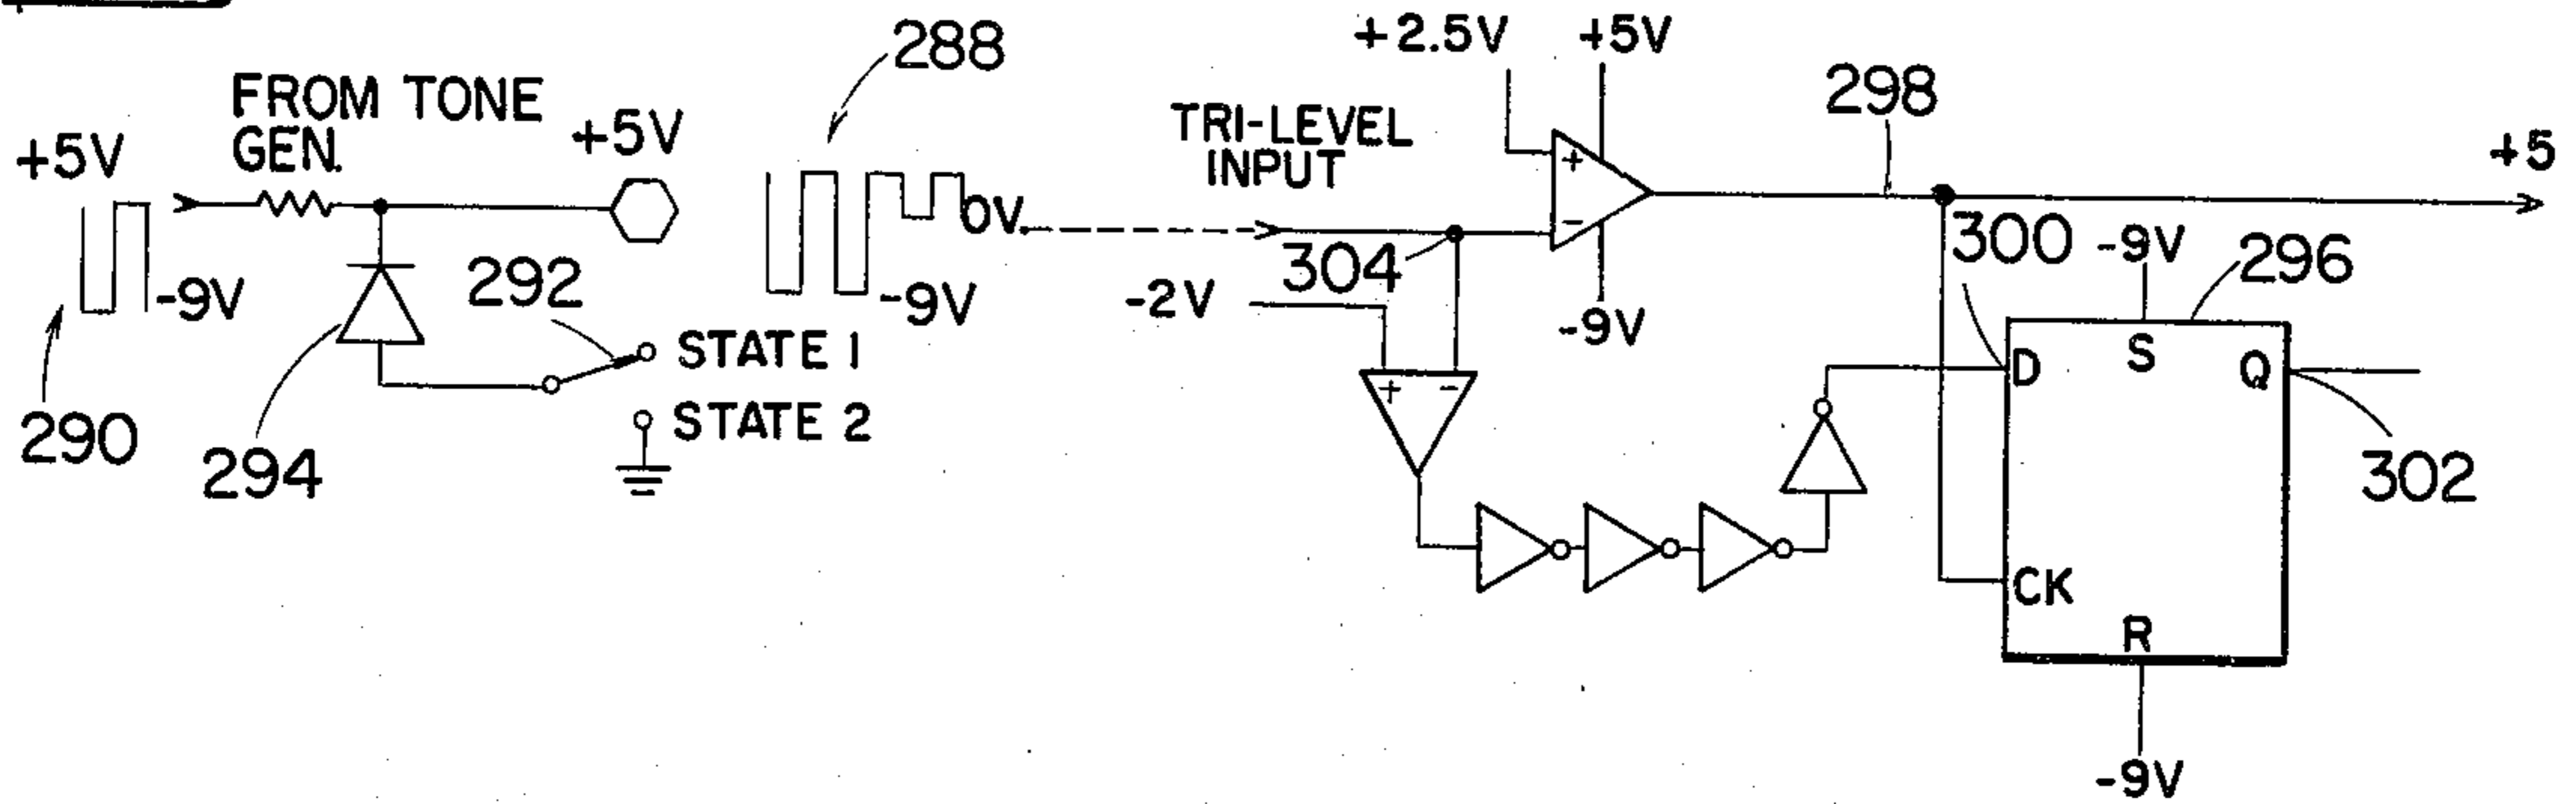 288
+2.5V +5V
FROM TONE
GEN.
+5V
+5V
TRI-LEVEL
INPUT
298
+5
+
−
0V
304
300
-9V
296
-9V
292
-9V
-2V
-9V
STATE 1
D
S
Q
290
294
STATE 2
+ −
302
CK
R
-9V